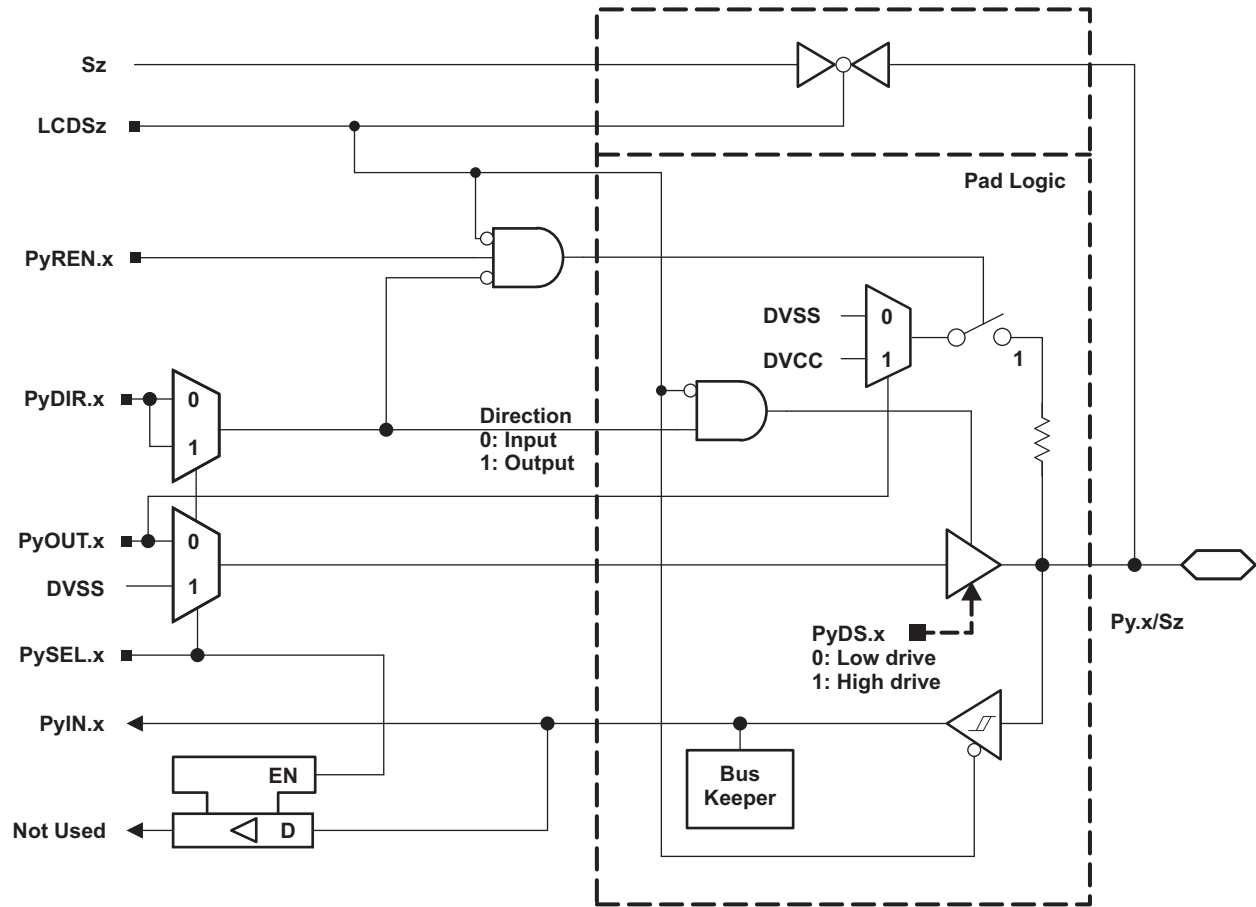 Sz
LCDSz
Pad Logic
PyREN.x
DVSS
0
DVCC
1
1
PyDIR.x
0
1
Direction
0: Input
1: Output
PyOUT.x
0
DVSS
1
PySEL.x
PyDS.x
0: Low drive
1: High drive
Py.x/Sz
PyIN.x
Bus
Keeper
EN
Not Used
D